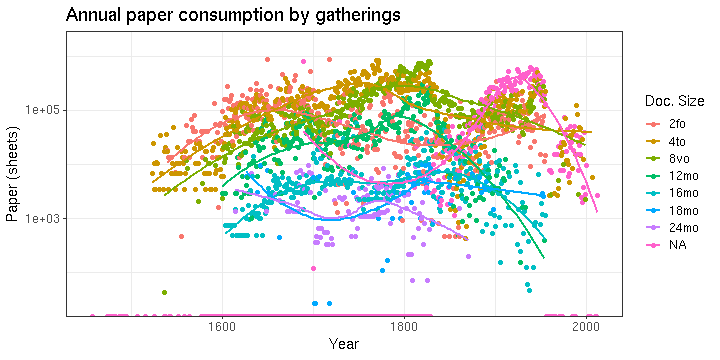 Annual paper consumption by gatherings
Paper (sheets)
1e+05
1e+03
1600
1800
2000
Year
Doc. Size
2fo
4to
8vo
12mo
16mo
18mo
24mo
NA